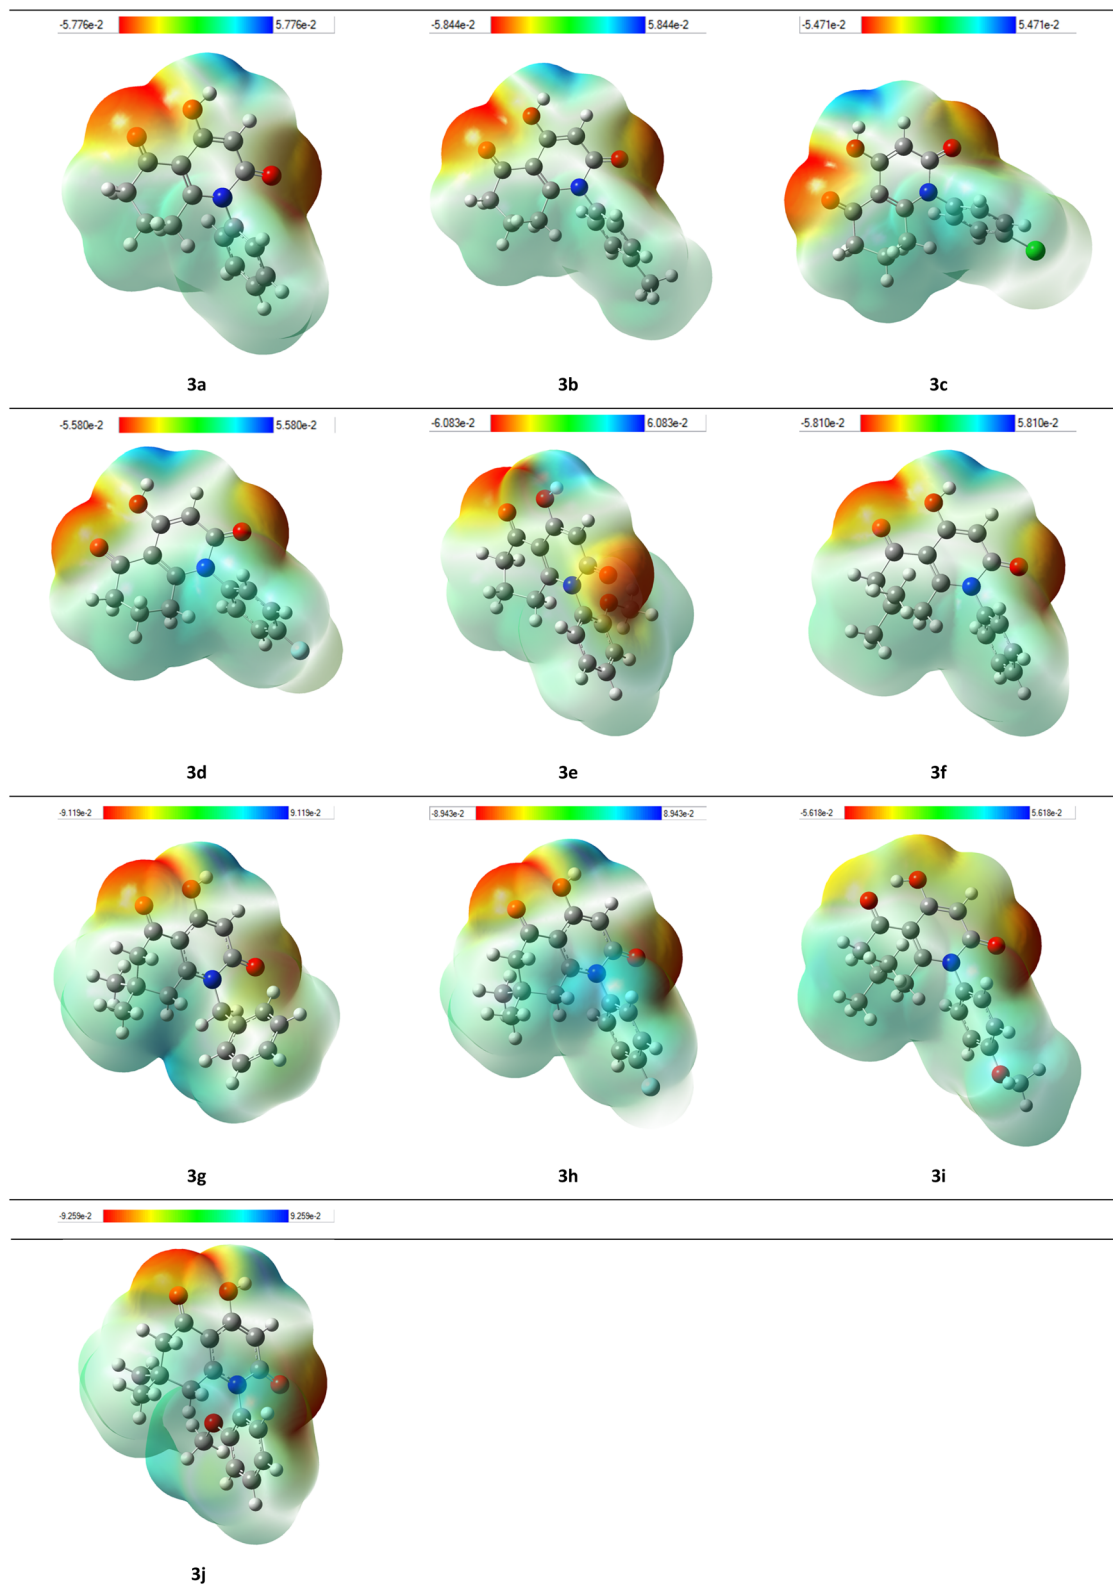 -5.776e-2 5.776e-2 -5.844e-2 5.844e-2 -5.471e-2 5.471e-2
3a 3b 3c
-5.580e-2 5.580e-2 -6.083e-2 6.083e-2 -5.810e-2 5.810e-2
3d 3e 3f
-9.119e-2 9.119e-2 -8.943e-2 8.943e-2 -5.618e-2 5.618e-2
3g 3h 3i
-9.259e-2 9.259e-2
3j